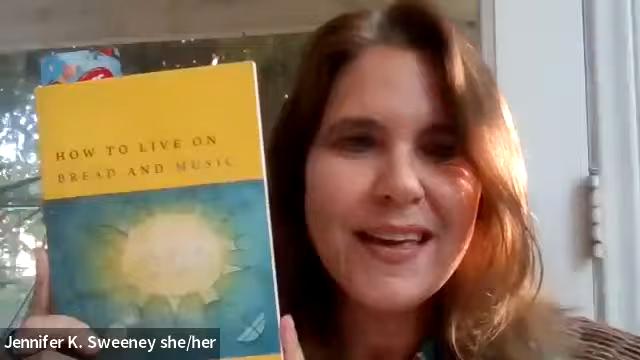 HOW TO LIVE ON
BREAD AND MUSIC
Jennifer K. Sweeney she/her